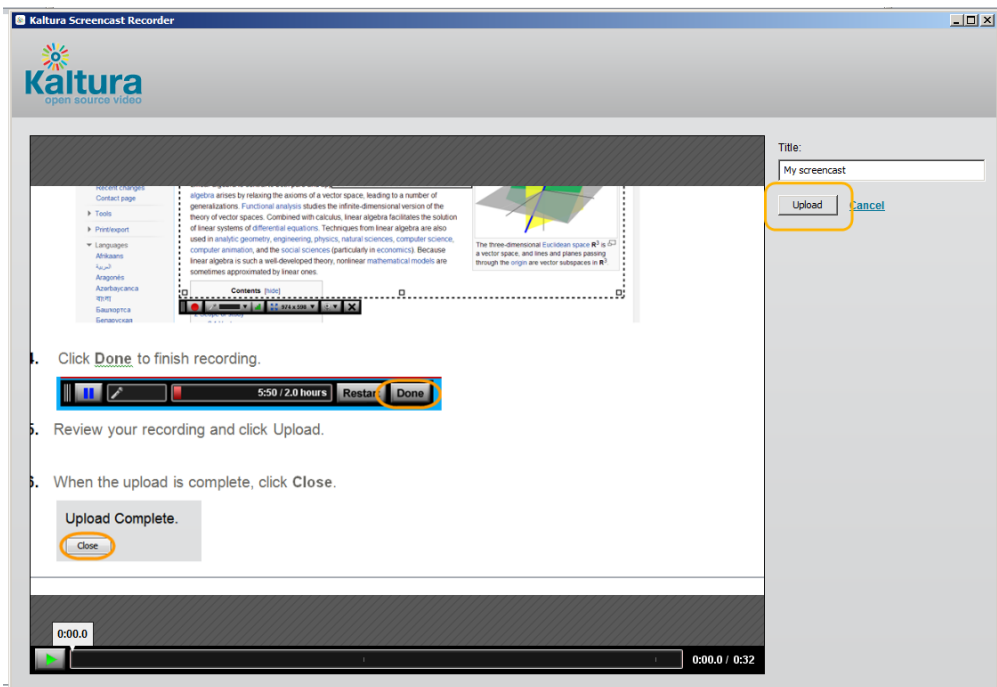 Kaltura Screencast Recorder
Kaltura
open source video
Title:
My screencast
Upload Cancel
Recent changes
Contact page
Tools
Print/export
Languages
Afrikaans
العربية
Aragonés
Azərbaycanca
বাংলা
Башҡортса
Беларуская
algebra arises by relaxing the axioms of a vector space, leading to a number of
generalizations. Functional analysis studies the infinite-dimensional version of the
theory of vector spaces. Combined with calculus, linear algebra facilitates the solution
of linear systems of differential equations. Techniques from linear algebra are also
used in analytic geometry, engineering, physics, natural sciences, computer science,
computer animation, and the social sciences (particularly in economics). Because
linear algebra is such a well-developed theory, nonlinear mathematical models are
sometimes approximated by linear ones.
The three-dimensional Euclidean space R3 is
a vector space, and lines and planes passing
through the origin are vector subspaces in R3
Contents [hide]
4. Click Done to finish recording.
5:50 / 2.0 hours Restart Done
5. Review your recording and click Upload.
6. When the upload is complete, click Close.
Upload Complete.
Close
0:00.0
0:00.0 / 0:32